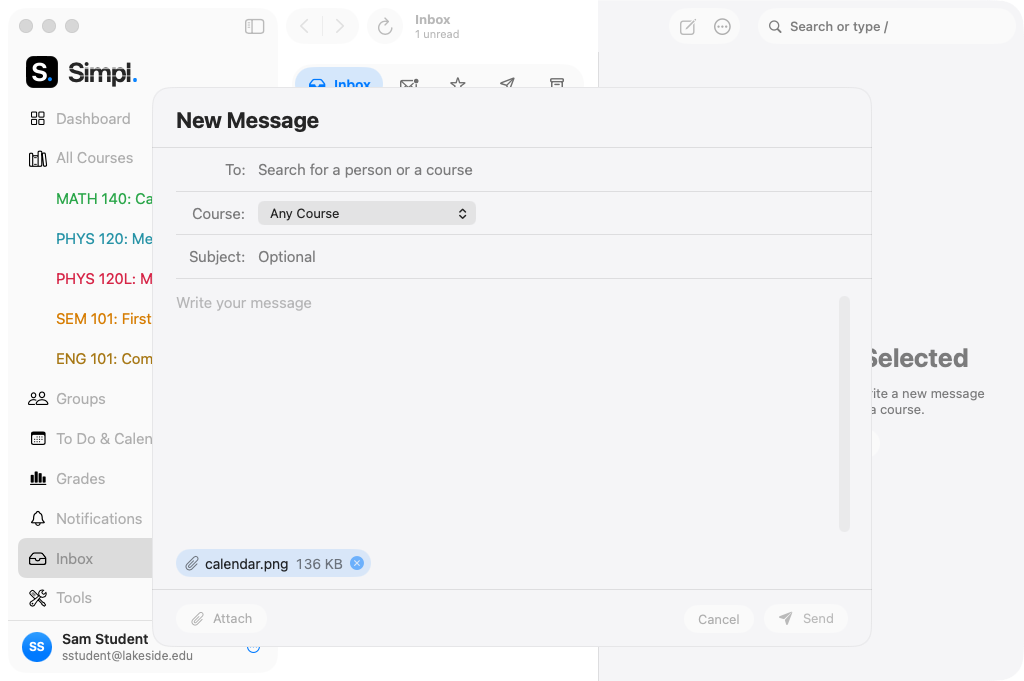 Inbox
1 unread
Search or type /
S.
Simpl.
Inbox
Dashboard
All Courses
MATH 140: Ca
PHYS 120: Me
PHYS 120L: M
SEM 101: First
ENG 101: Com
Groups
To Do & Calen
Grades
Notifications
Inbox
Tools
SS
Sam Student
sstudent@lakeside.edu
New Message
To: Search for a person or a course
Course: Any Course
Subject: Optional
Write your message
calendar.png 136 KB
Attach
Cancel
Send
Selected
rite a new message
a course.